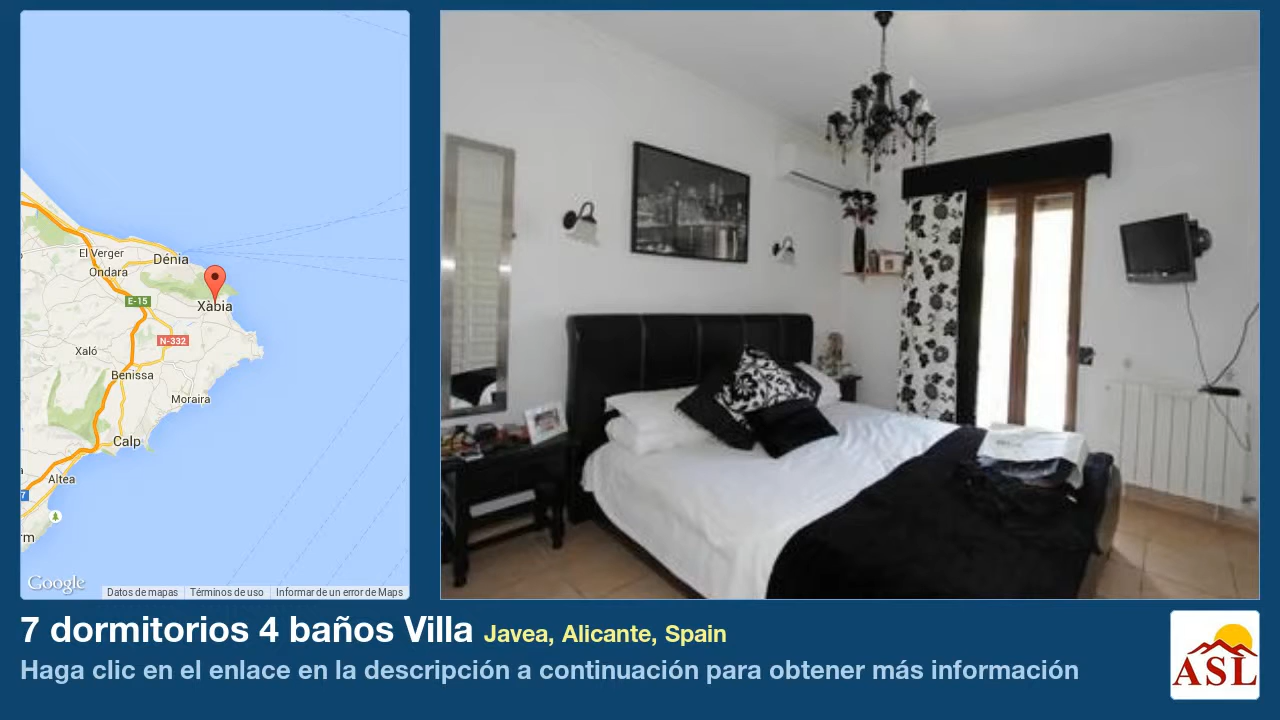 El Verger
Ondara
Dénia
E-15
Xàbia
N-332
Xaló
Benissa
Moraira
Calp
Altea
7
rm
Google
Datos de mapas
Términos de uso
Informar de un error de Maps
7 dormitorios 4 baños Villa Javea, Alicante, Spain
Haga clic en el enlace en la descripción a continuación para obtener más información
ASL